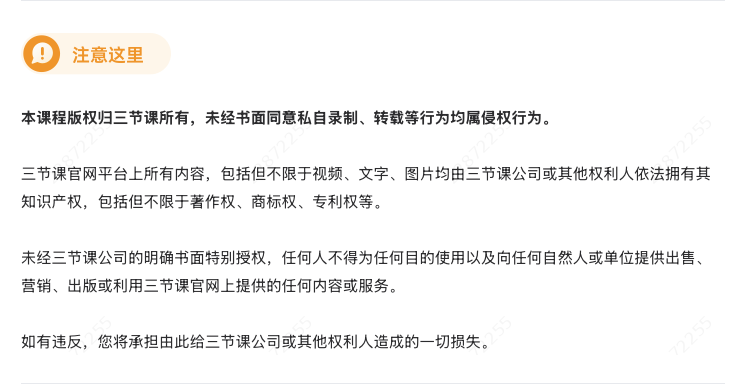 注意这里
本课程版权归三节课所有，未经书面同意私自录制、转载等行为均属侵权行为。
三节课官网平台上所有内容，包括但不限于视频、文字、图片均由三节课公司或其他权利人依法拥有其
知识产权，包括但不限于著作权、商标权、专利权等。
未经三节课公司的明确书面特别授权，任何人不得为任何目的使用以及向任何自然人或单位提供出售、
营销、出版或利用三节课官网上提供的任何内容或服务。
如有违反，您将承担由此给三节课公司或其他权利人造成的一切损失。